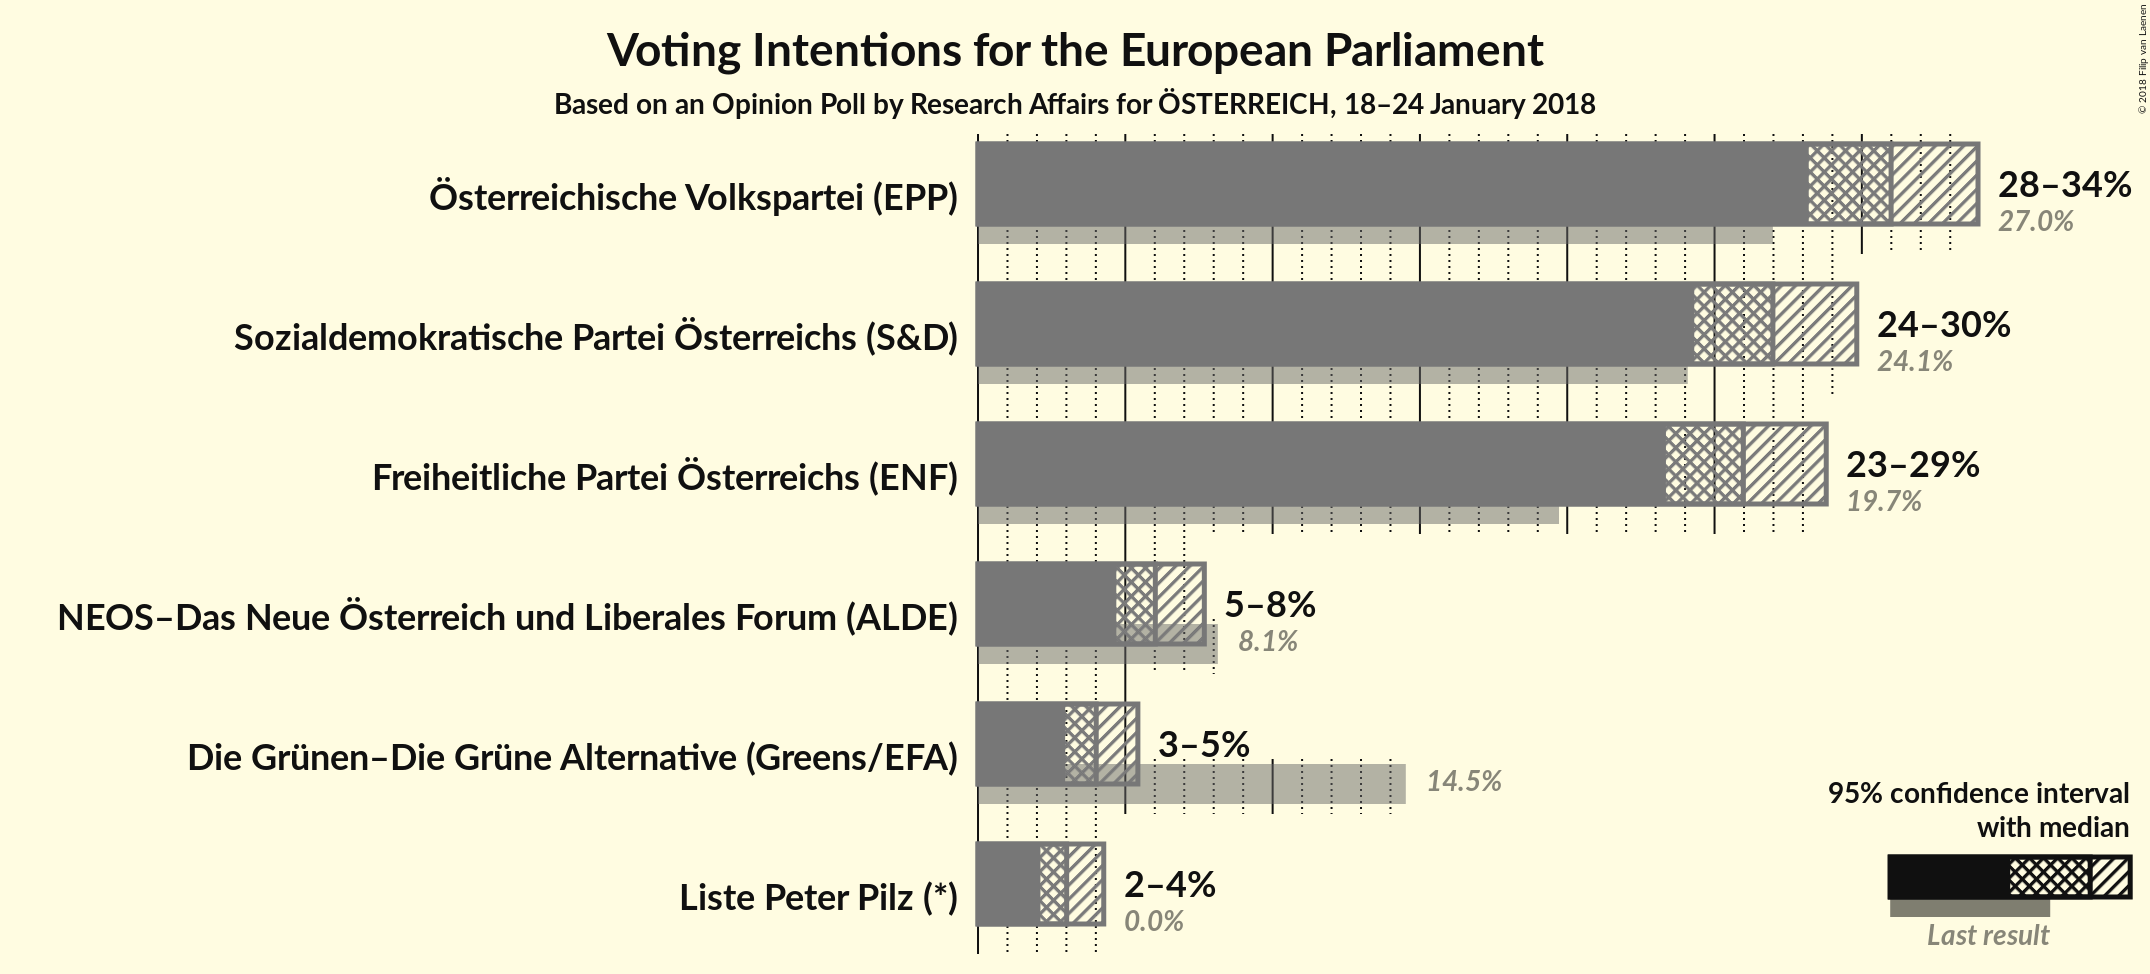 Voting Intentions for the European Parliament
Based on an Opinion Poll by Research Affairs for ÖSTERREICH, 18–24 January 2018
© 2018 Filip van Laenen
Österreichische Volkspartei (EPP)
28–34%
27.0%
Sozialdemokratische Partei Österreichs (S&D)
24–30%
24.1%
Freiheitliche Partei Österreichs (ENF)
23–29%
19.7%
NEOS–Das Neue Österreich und Liberales Forum (ALDE)
5–8%
8.1%
Die Grünen–Die Grüne Alternative (Greens/EFA)
3–5%
14.5%
Liste Peter Pilz (*)
2–4%
0.0%
95% confidence interval
with median
Last result